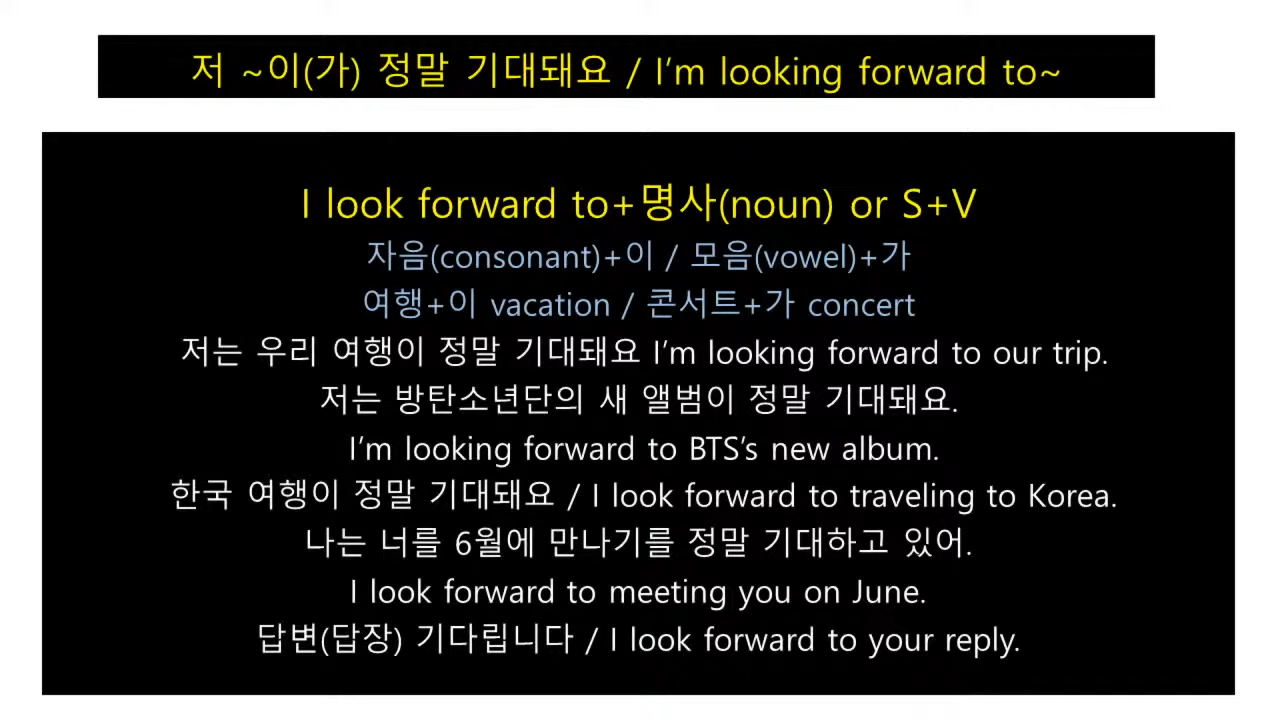 저 ~이(가) 정말 기대돼요 / I'm looking forward to~
I look forward to+명사(noun) or S+V
자음(consonant)+이 / 모음(vowel)+가
여행+이 vacation / 콘서트+가 concert
저는 우리 여행이 정말 기대돼요 I'm looking forward to our trip.
저는 방탄소년단의 새 앨범이 정말 기대돼요.
I'm looking forward to BTS's new album.
한국 여행이 정말 기대돼요 / I look forward to traveling to Korea.
나는 너를 6월에 만나기를 정말 기대하고 있어.
I look forward to meeting you on June.
답변(답장) 기다립니다 / I look forward to your reply.